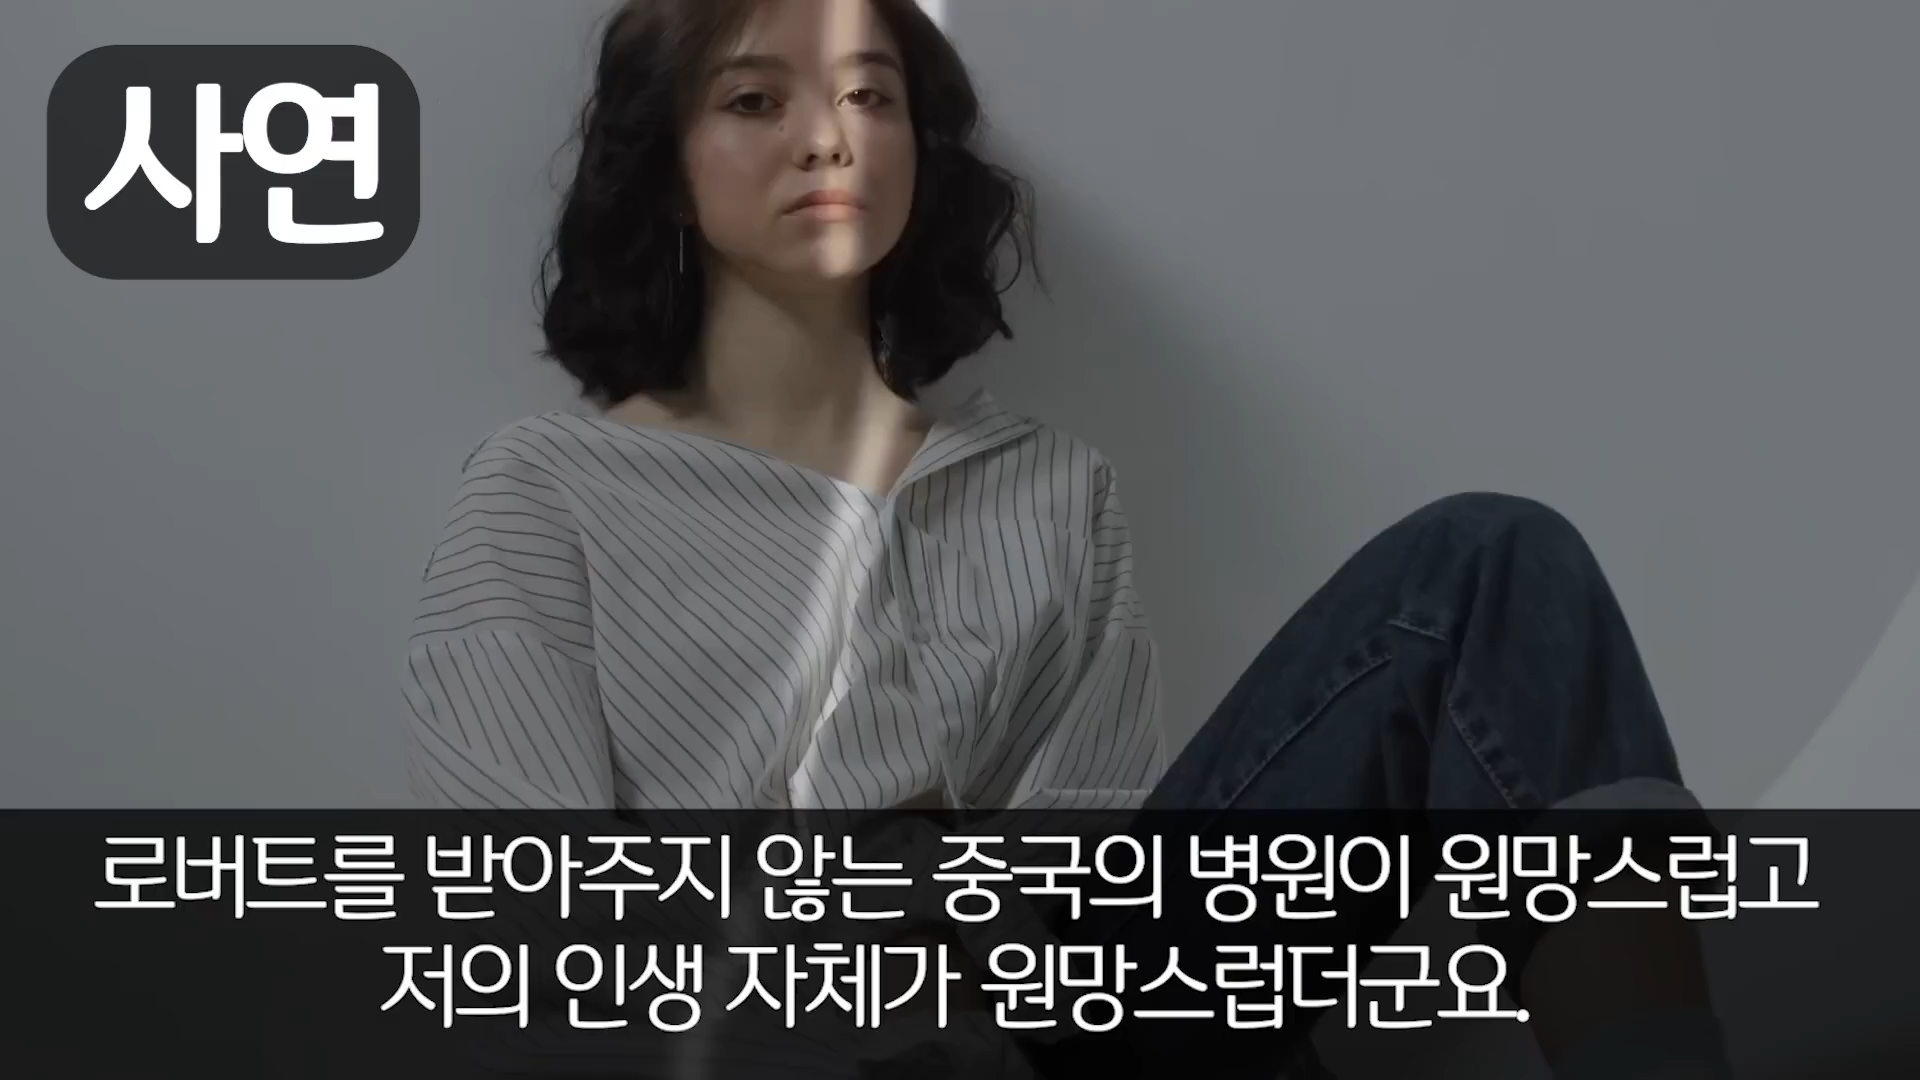 사연
로버트를 받아주지 않는 중국의 병원이 원망스럽고
저의 인생 자체가 원망스럽더군요.